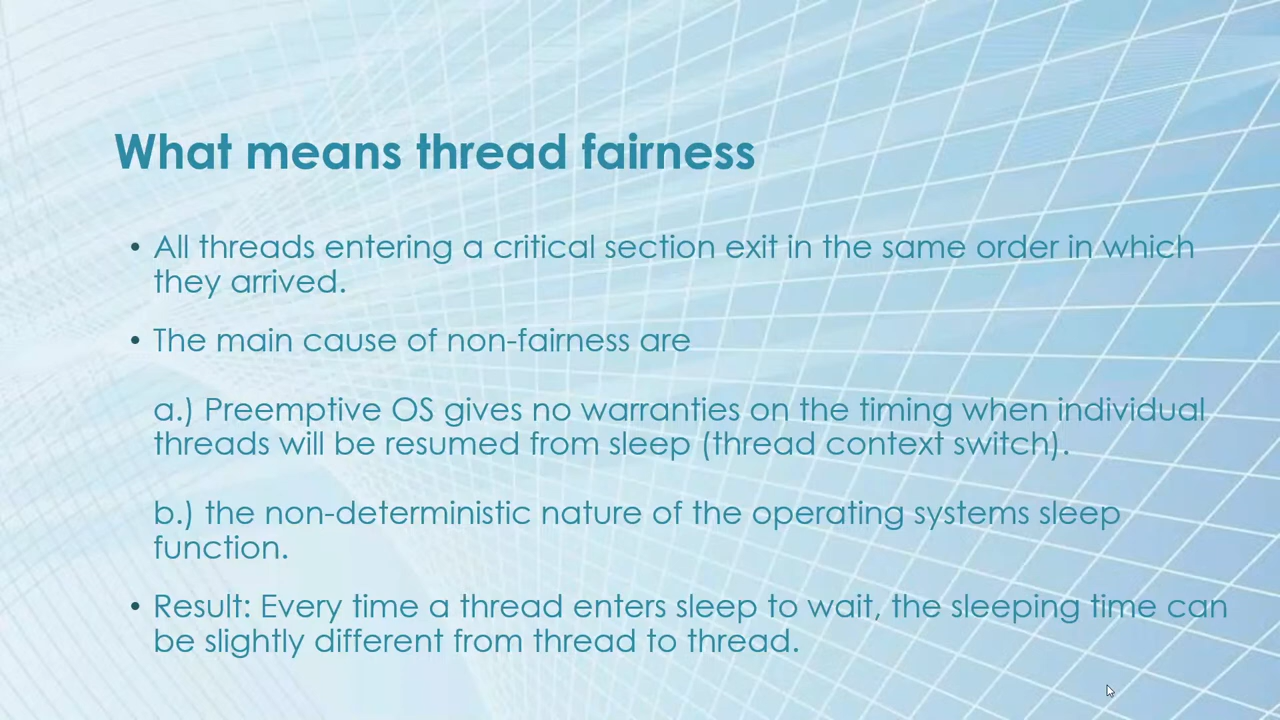 What means thread fairness
• All threads entering a critical section exit in the same order in which
they arrived.
• The main cause of non-fairness are
a.) Preemptive OS gives no warranties on the timing when individual
threads will be resumed from sleep (thread context switch).
b.) the non-deterministic nature of the operating systems sleep
function.
• Result: Every time a thread enters sleep to wait, the sleeping time can
be slightly different from thread to thread.